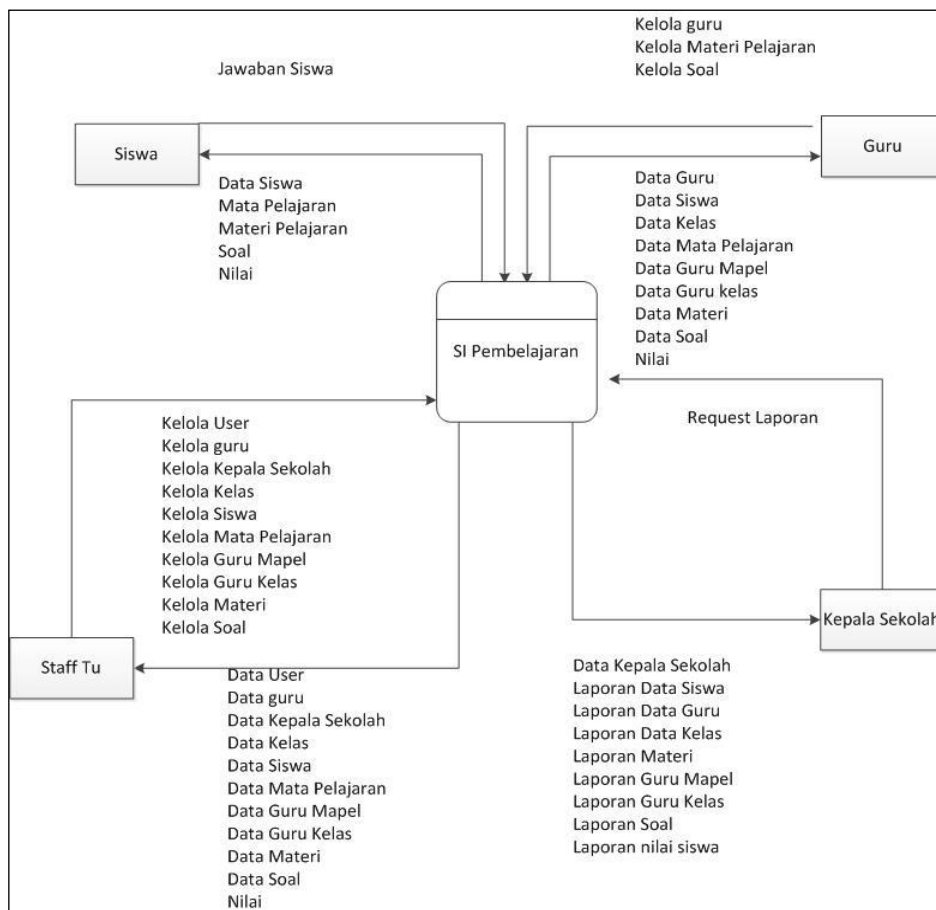 Kelola guru
Kelola Materi Pelajaran
Kelola Soal
Jawaban Siswa
Siswa
Guru
Data Siswa
Mata Pelajaran
Materi Pelajaran
Soal
Nilai
Data Guru
Data Siswa
Data Kelas
Data Mata Pelajaran
Data Guru Mapel
Data Guru kelas
Data Materi
Data Soal
Nilai
SI Pembelajaran
Request Laporan
Kelola User
Kelola guru
Kelola Kepala Sekolah
Kelola Kelas
Kelola Siswa
Kelola Mata Pelajaran
Kelola Guru Mapel
Kelola Guru Kelas
Kelola Materi
Kelola Soal
Kepala Sekolah
Staff Tu
Data User
Data guru
Data Kepala Sekolah
Data Kelas
Data Siswa
Data Mata Pelajaran
Data Guru Mapel
Data Guru Kelas
Data Materi
Data Soal
Nilai
Data Kepala Sekolah
Laporan Data Siswa
Laporan Data Guru
Laporan Data Kelas
Laporan Materi
Laporan Guru Mapel
Laporan Guru Kelas
Laporan Soal
Laporan nilai siswa